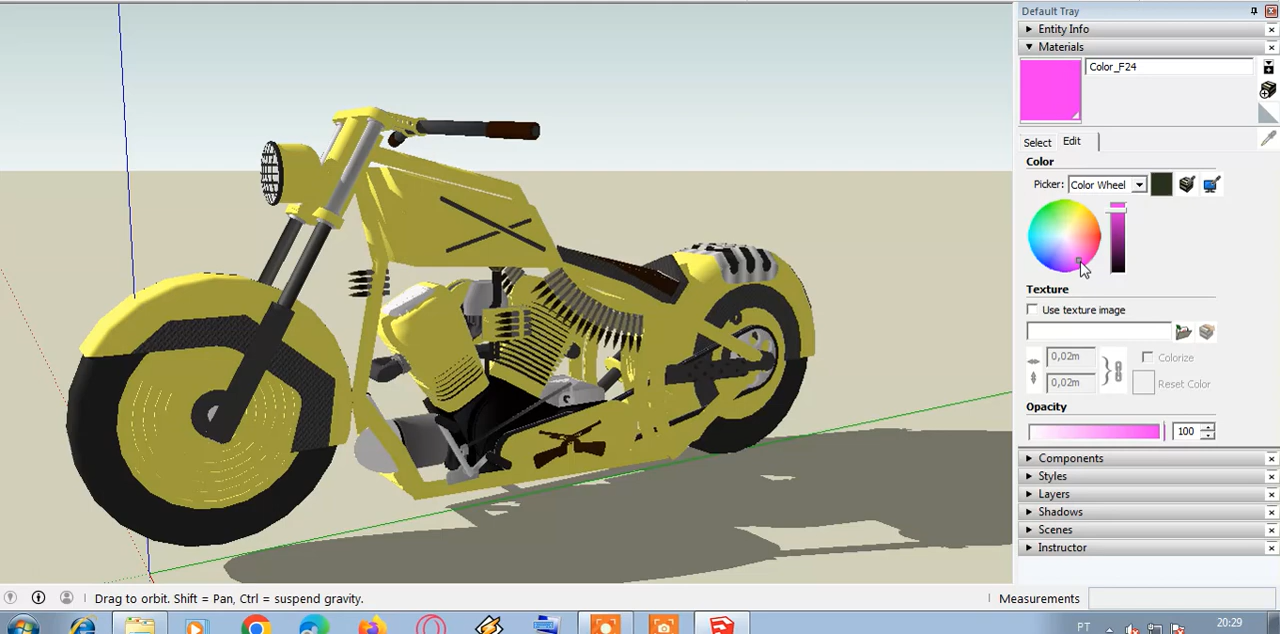 Default Tray
Entity Info
Materials
Color_F24
Select Edit
Color
Picker: Color Wheel
Texture
Use texture image
0,02m Colorize
0,02m Reset Color
Opacity
100
Components
Styles
Layers
Shadows
Scenes
Instructor
Drag to orbit. Shift = Pan, Ctrl = suspend gravity. Measurements
PT 20:29